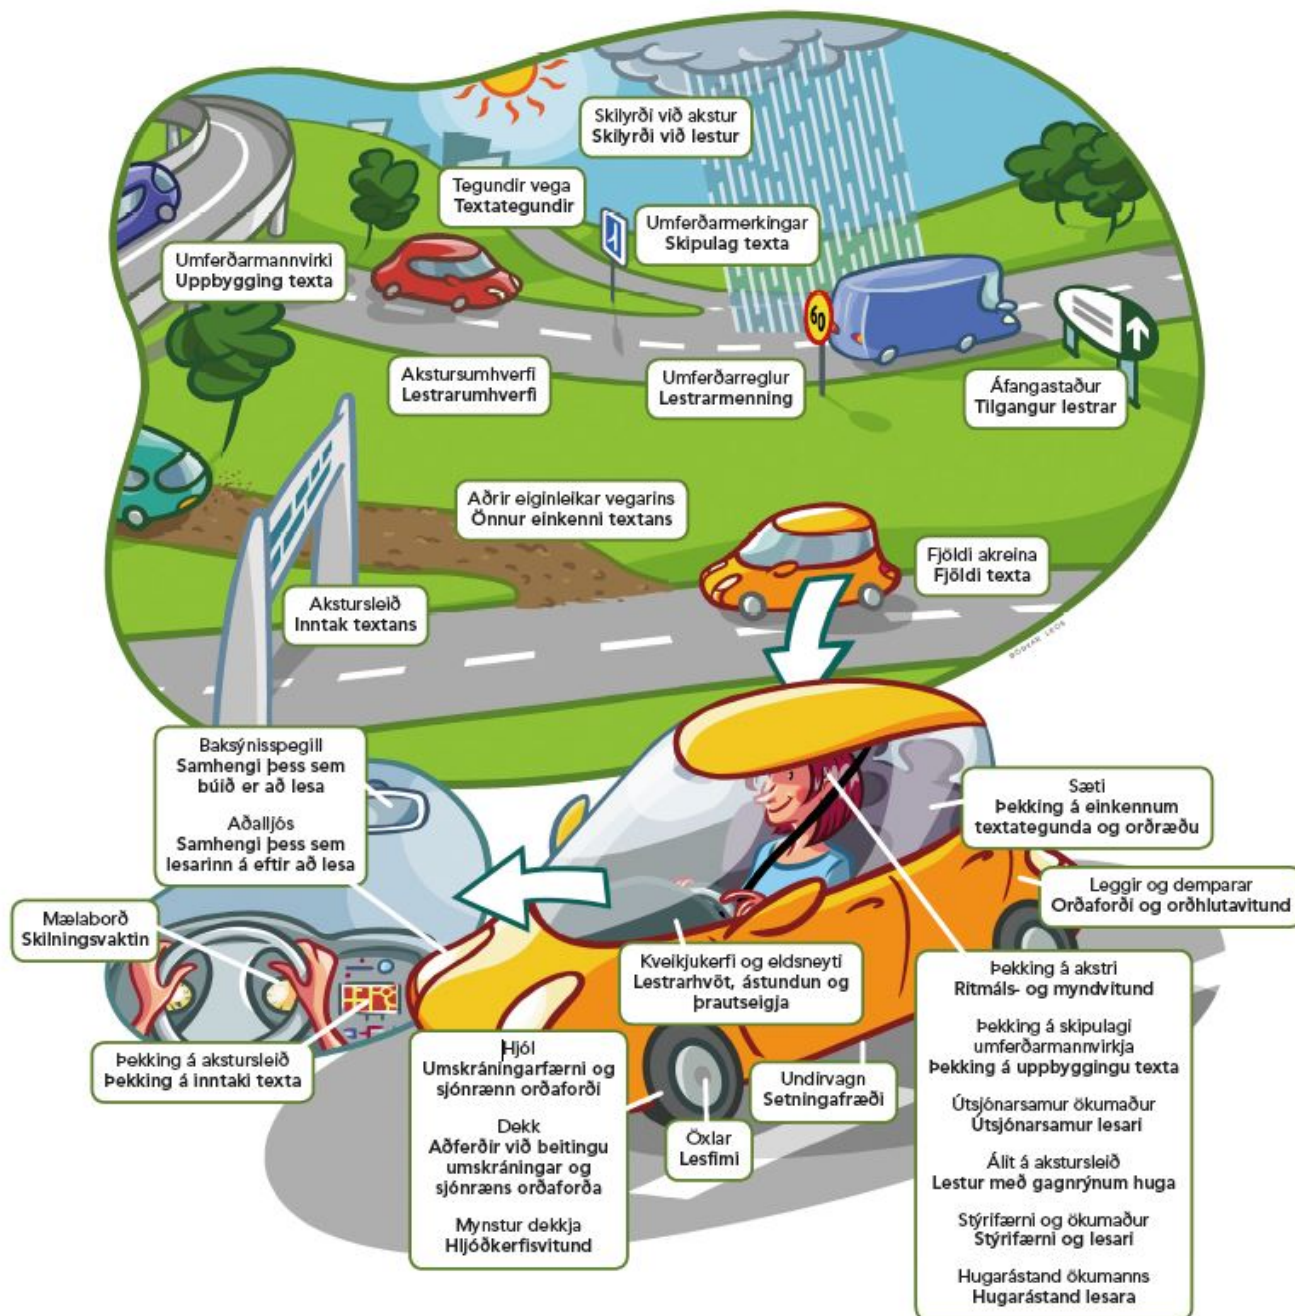 Skilyrði við akstur
Skilyrði við lestur
Tegundir vega
Textategundir
Umferðarmerkingar
Skipulag texta
Umferðarmannvirki
Uppbygging texta
60
Akstursumhverfi
Lestrarumhverfi
Umferðarreglur
Lestrarmenning
Áfangastaður
Tilgangur lestrar
Aðrir eiginleikar vegarins
Önnur einkenni textans
Fjöldi akreina
Fjöldi texta
Akstursleið
Inntak textans
Baksýnisspegill
Samhengi þess sem
búið er að lesa
Aðalljós
Samhengi þess sem
lesarinn á eftir að lesa
Sæti
Þekking á einkennum
textategunda og orðræðu
Leggir og demparar
Orðaforði og orðhlutavitund
Mælaborð
Skilningsvaktin
Kveikjukerfi og eldsneyti
Lestrarhvöt, ástundun og
þrautseigja
Þekking á akstursleið
Þekking á inntaki texta
Hjól
Umskráningarfærni og
sjónrænn orðaforði
Dekk
Aðferðir við beitingu
umskráningar og
sjónræns orðaforða
Mynstur dekkja
Hljóðkerfisvitund
Öxlar
Lesfimi
Undirvagn
Setningafræði
Þekking á akstri
Ritmáls- og myndvitund
Þekking á skipulagi
umferðarmannvirkja
Þekking á uppbyggingu texta
Útsjónarsamur ökumaður
Útsjónarsamur lesari
Álit á akstursleið
Lestur með gagnrýnum huga
Stýrifærni og ökumaður
Stýrifærni og lesari
Hugarástand ökumanns
Hugarástand lesara